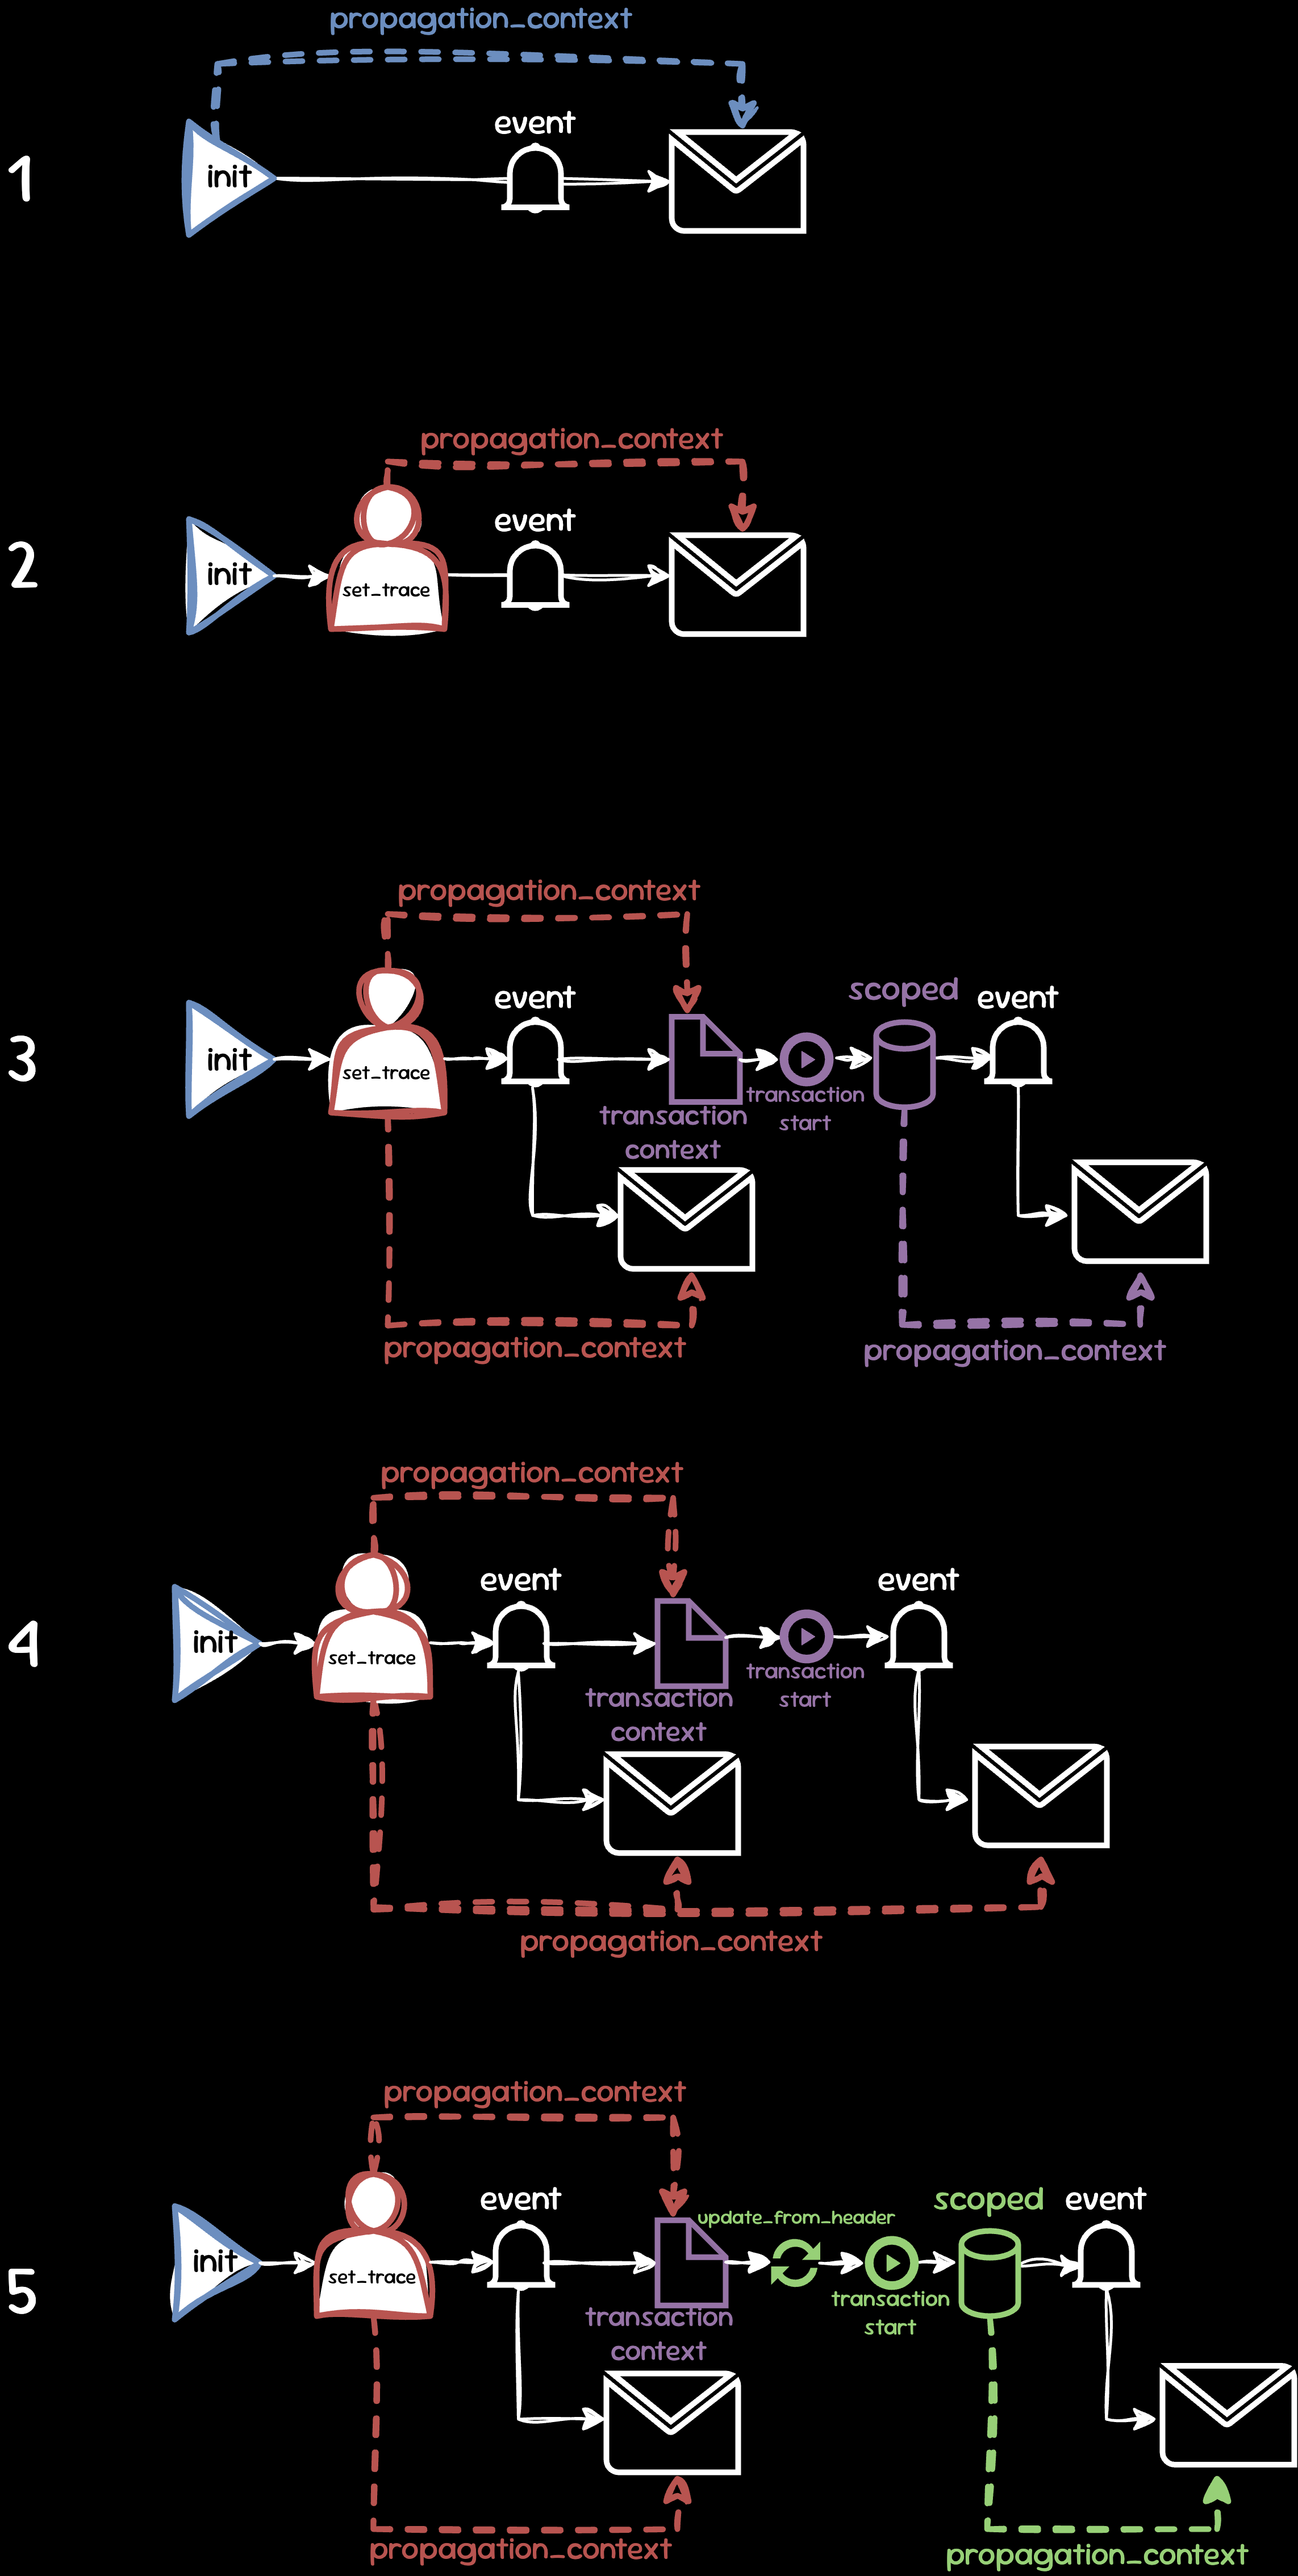 propagation_context
event
1
init
propagation_context
event
2
init
set_trace
propagation_context
scoped
event
event
3
init
set_trace
transaction
start
transaction
context
propagation_context
propagation_context
propagation_context
event
event
4
init
set_trace
transaction
start
transaction
context
propagation_context
propagation_context
event
scoped
event
update_from_header
5
init
set_trace
transaction
start
transaction
context
propagation_context
propagation_context